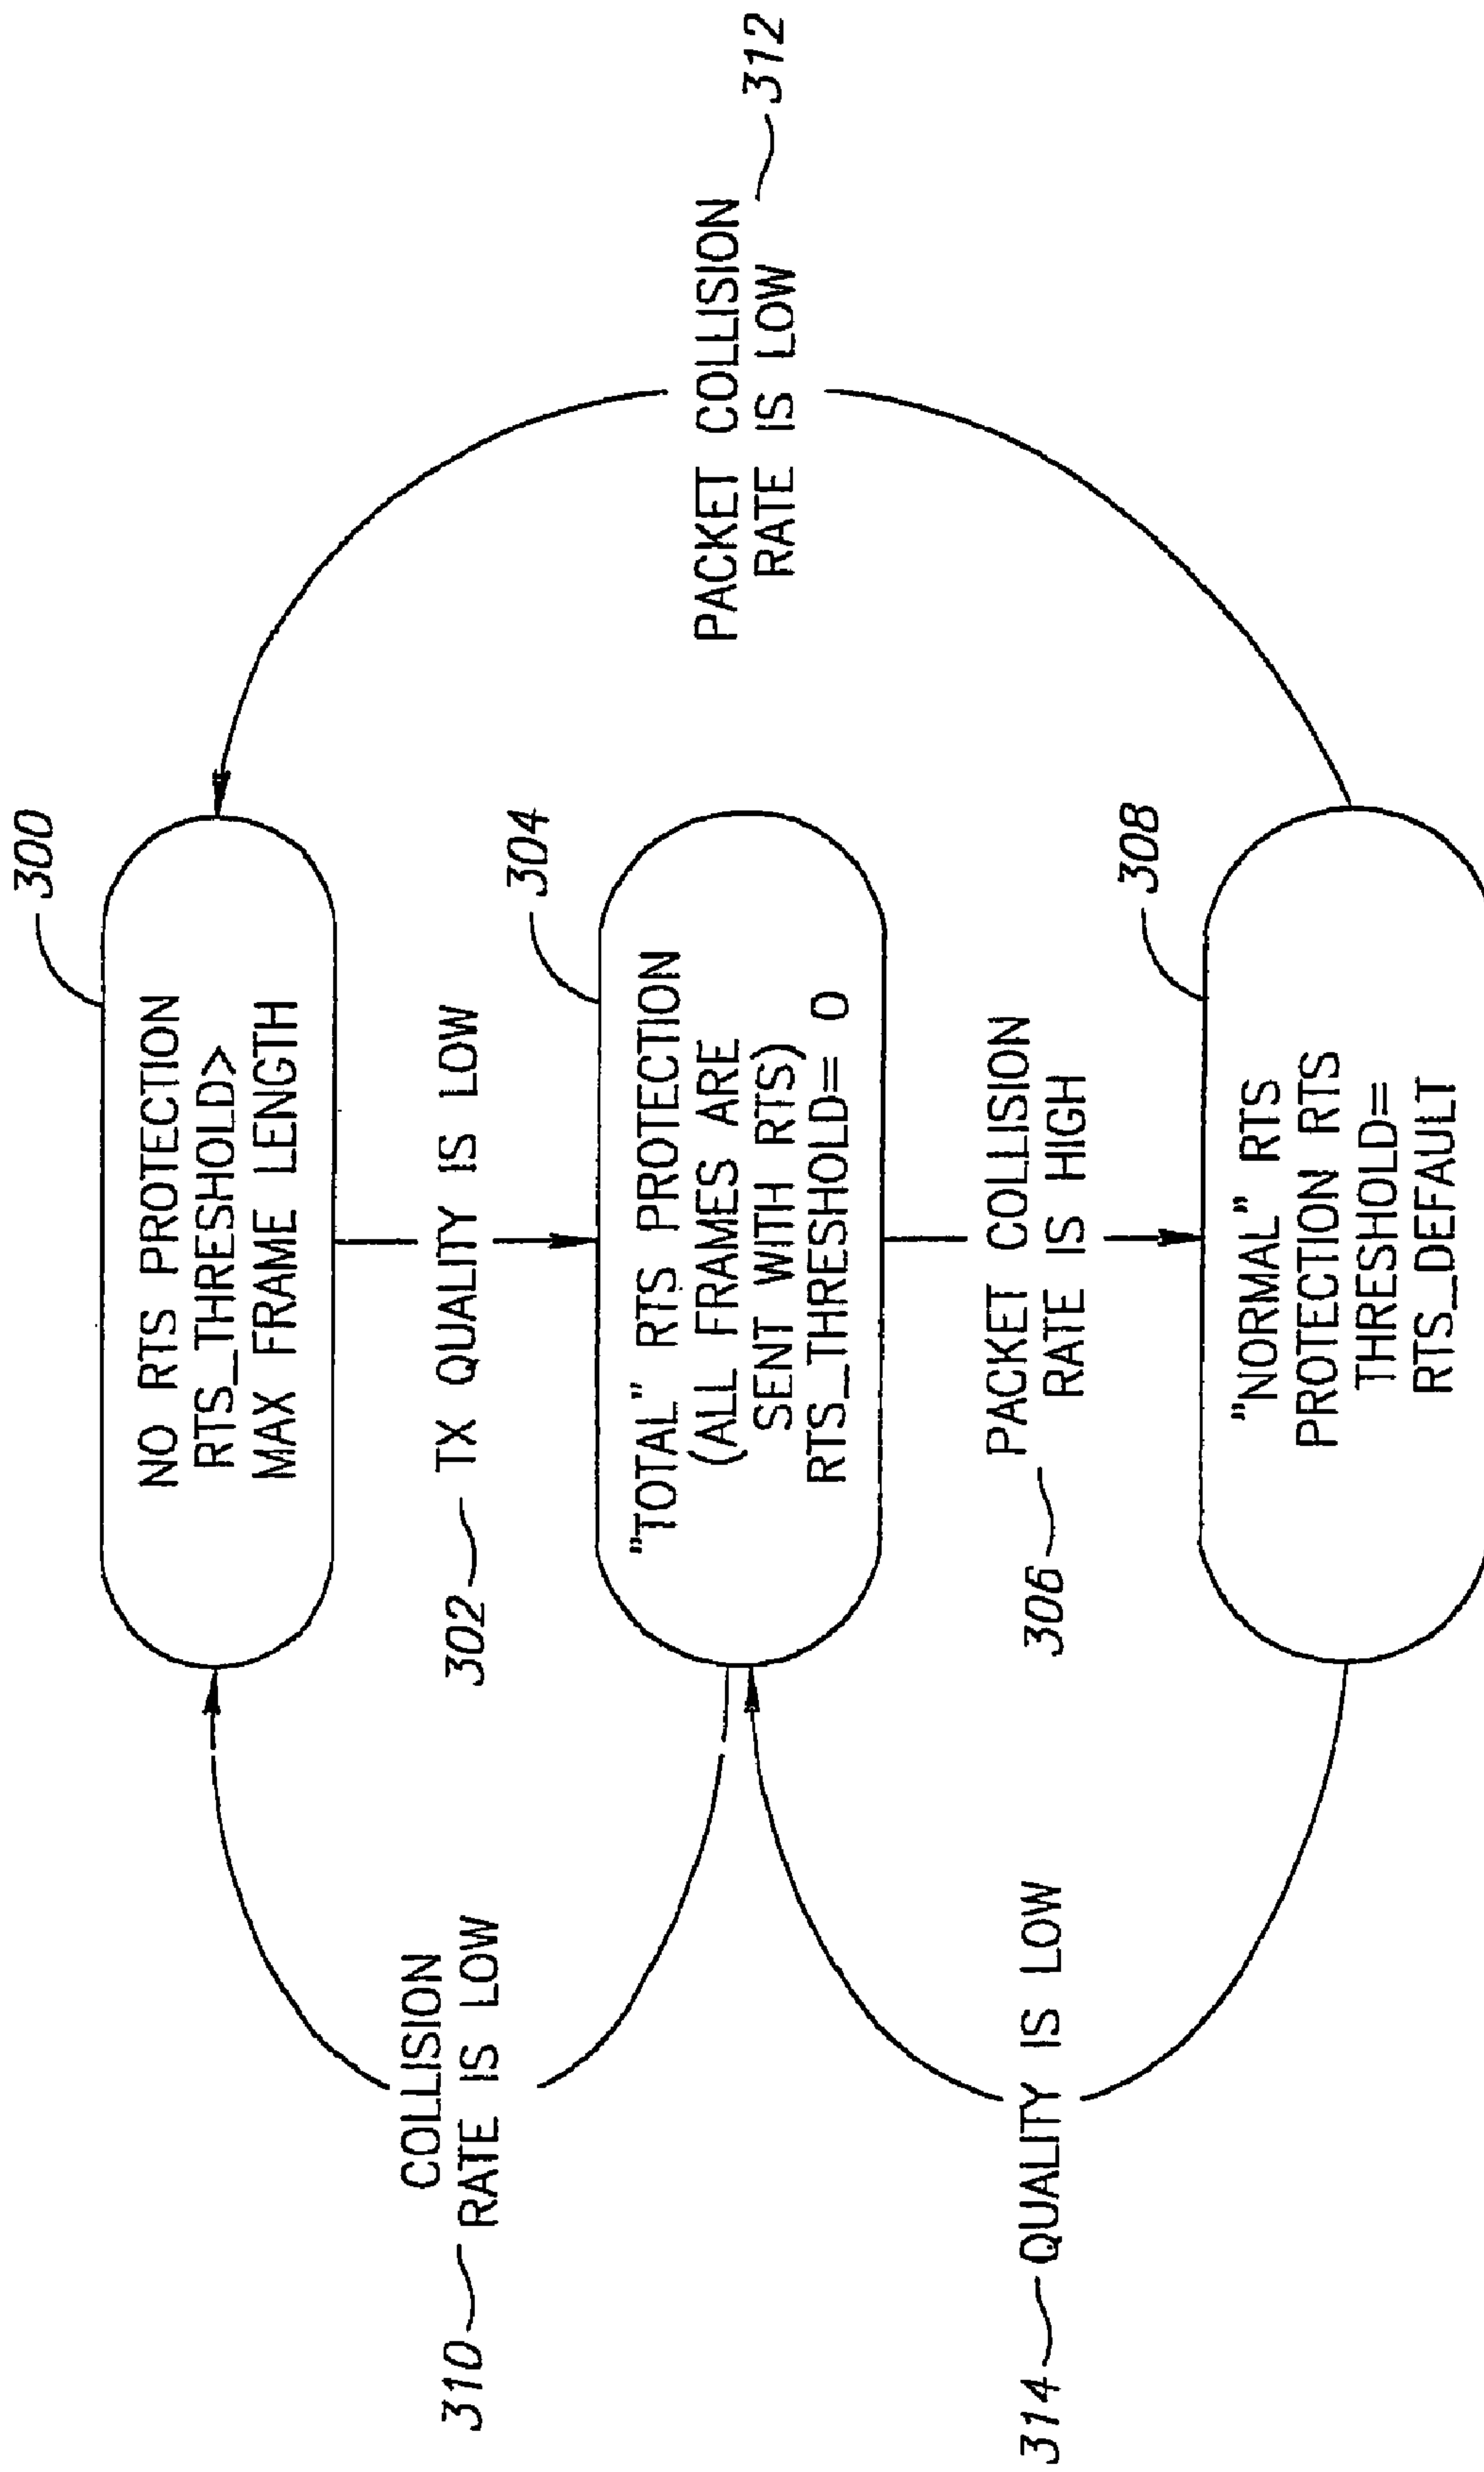 300
NO RTS PROTECTION
RTS_THRESHOLD>
MAX FRAME LENGTH
310
COLLISION
RATE IS LOW
302
TX QUALITY IS LOW
304
"TOTAL" RTS PROTECTION
(ALL FRAMES ARE
SENT WITH RTS)
RTS_THRESHOLD= 0
PACKET COLLISION
RATE IS LOW
312
314
QUALITY IS LOW
306
PACKET COLLISION
RATE IS HIGH
308
"NORMAL" RTS
PROTECTION RTS
THRESHOLD=
RTS_DEFAULT